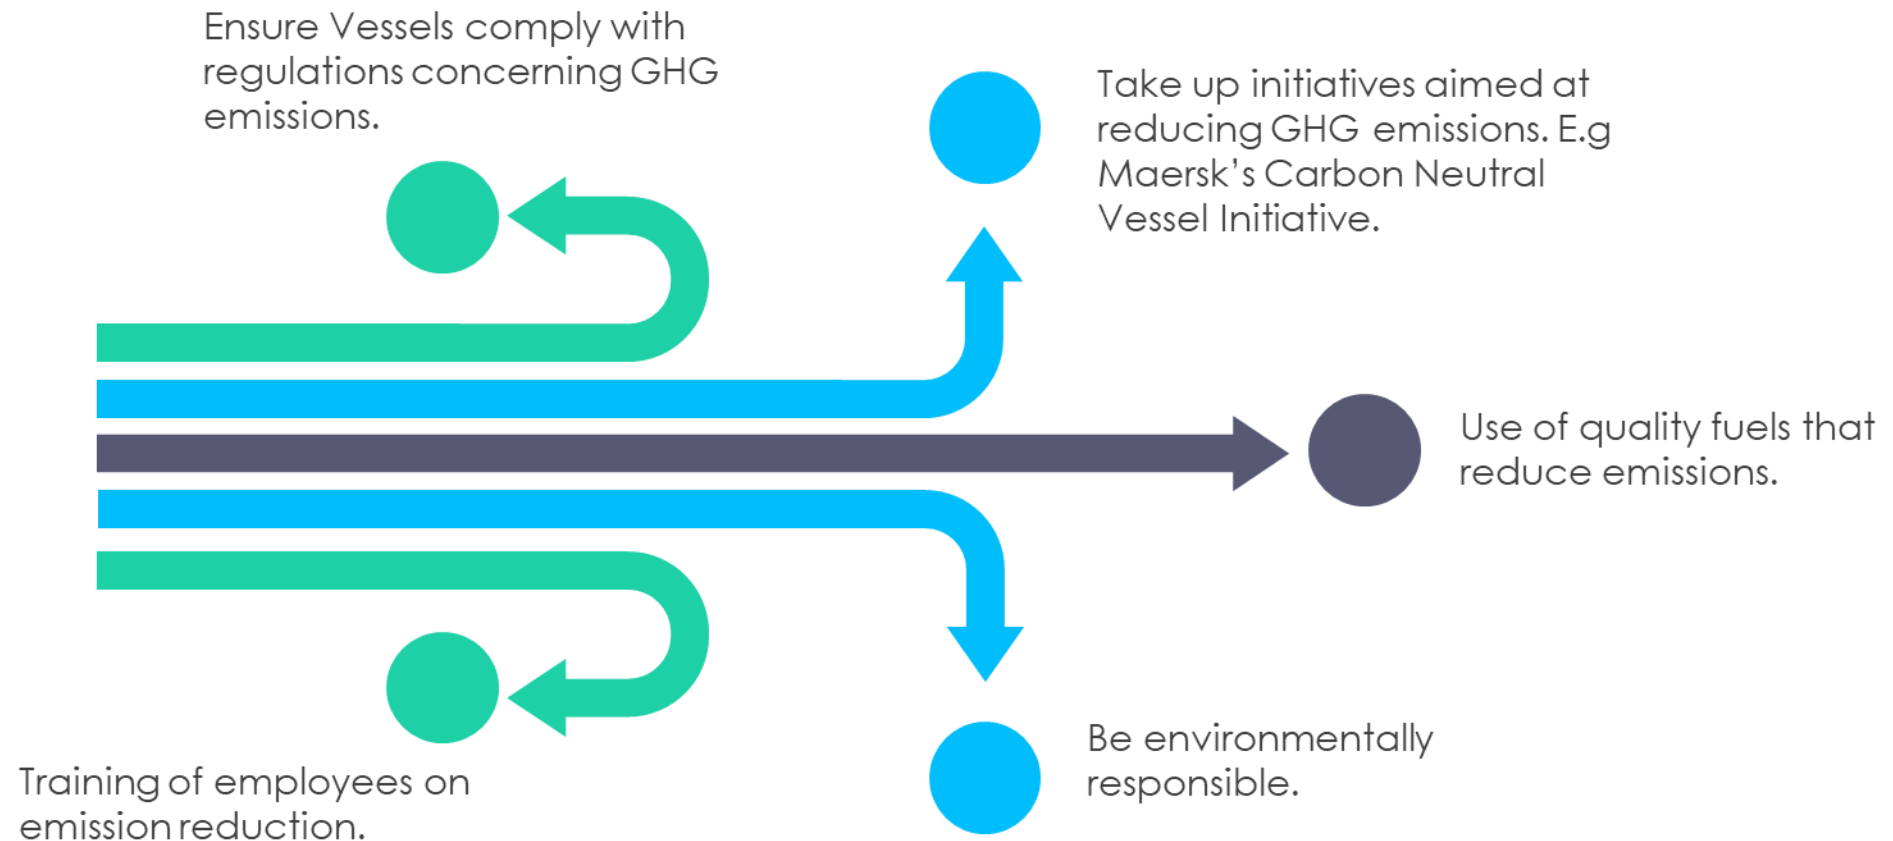 Ensure Vessels comply with
regulations concerning GHG
emissions.
Take up initiatives aimed at
reducing GHG emissions. E.g
Maersk’s Carbon Neutral
Vessel Initiative.
Use of quality fuels that
reduce emissions.
Be environmentally
responsible.
Training of employees on
emission reduction.